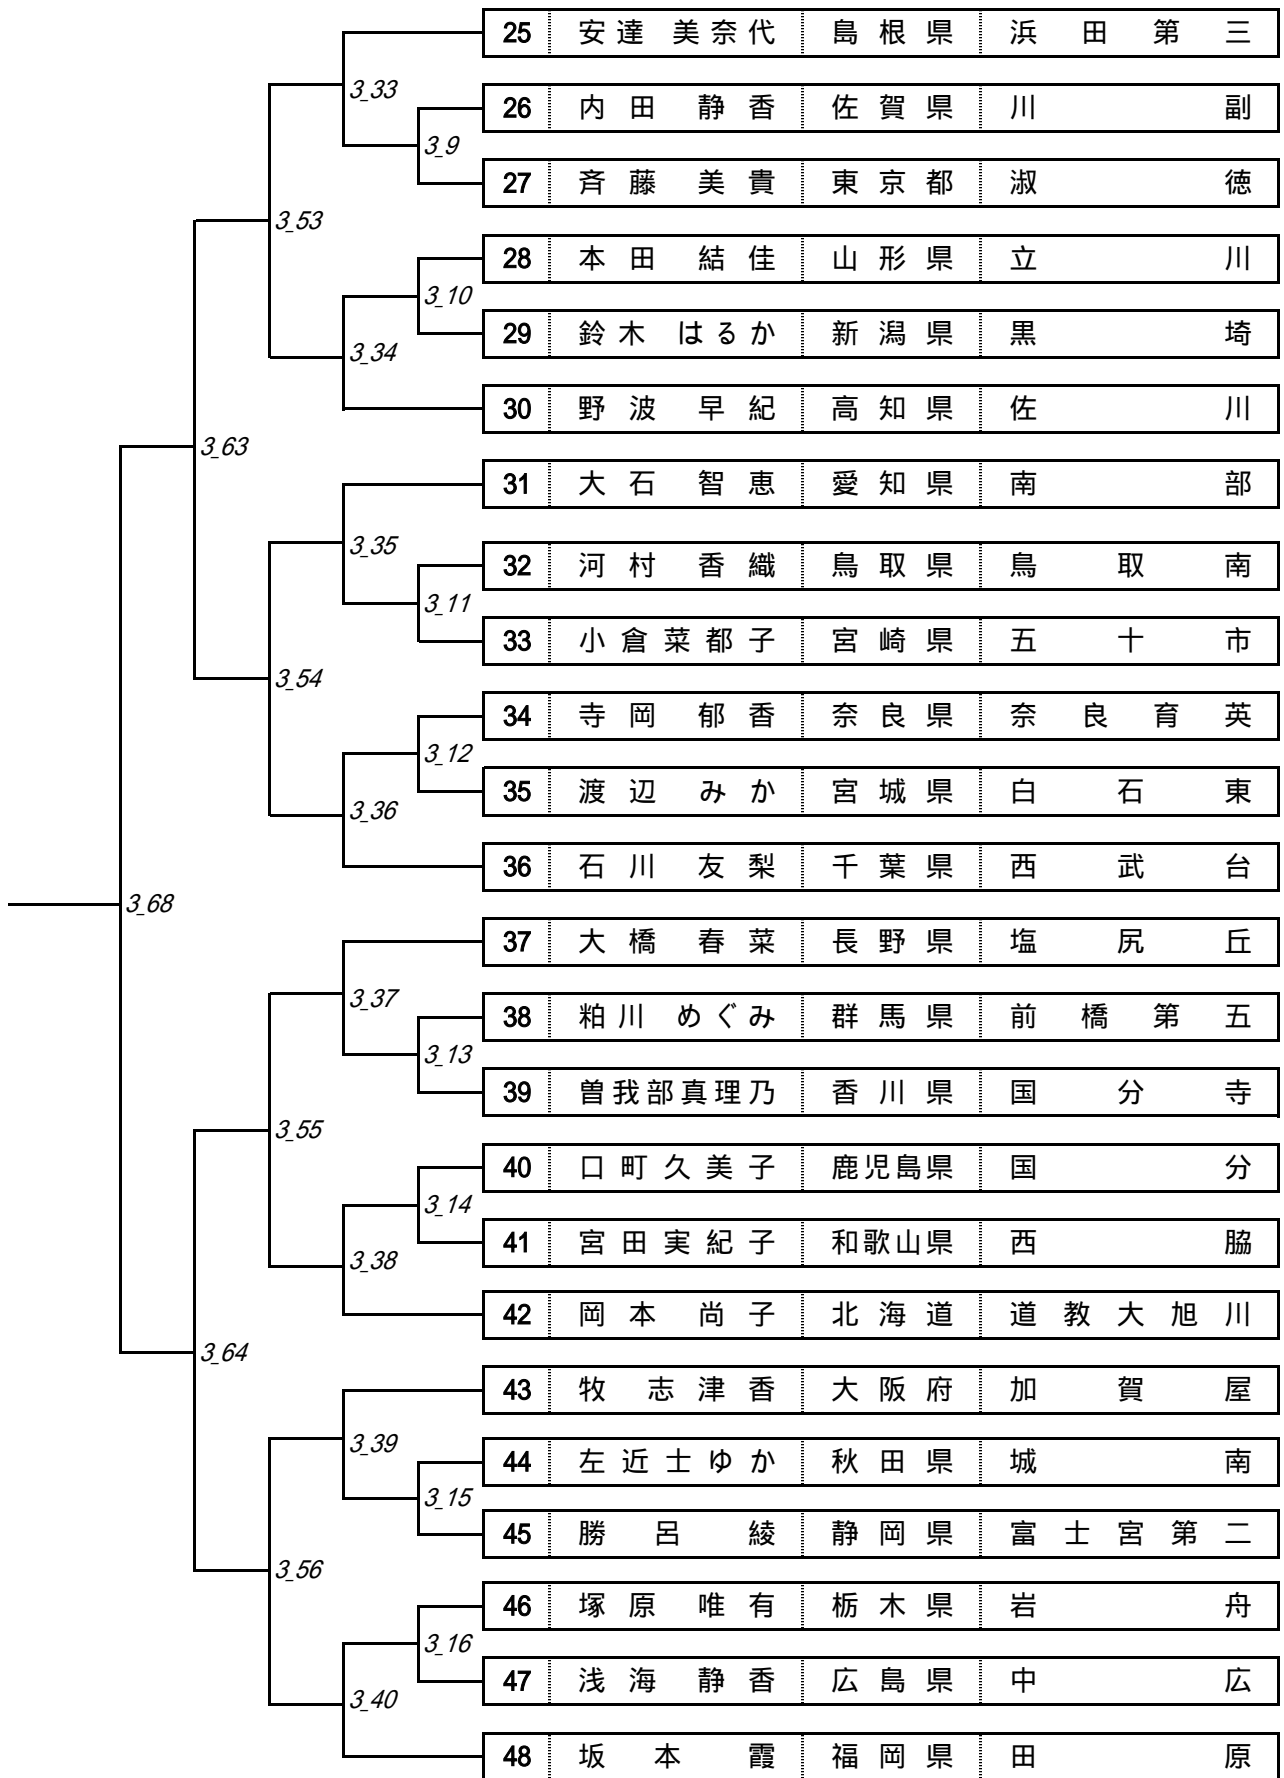 25 安達 美奈代 島根県 浜田第三
3_33
26 内田 静香 佐賀県 川副
3_9
27 斉藤 美貴 東京都 淑徳
3_53
28 本田 結佳 山形県 立川
3_10
29 鈴木 はるか 新潟県 黒埼
3_34
30 野波 早紀 高知県 佐川
3_63
31 大石 智恵 愛知県 南部
3_35
32 河村 香織 鳥取県 鳥取南
3_11
33 小倉菜都子 宮崎県 五十市
3_54
34 寺岡 郁香 奈良県 奈良育英
3_12
35 渡辺 みか 宮城県 白石東
3_36
36 石川 友梨 千葉県 西武台
3_68
37 大橋 春菜 長野県 塩尻丘
3_37
38 粕川 めぐみ 群馬県 前橋第五
3_13
39 曽我部真理乃 香川県 国分寺
3_55
40 口町久美子 鹿児島県 国分
3_14
41 宮田実紀子 和歌山県 西脇
3_38
42 岡本 尚子 北海道 道教大旭川
3_64
43 牧 志津香 大阪府 加賀屋
3_39
44 左近士ゆか 秋田県 城南
3_15
45 勝呂 綾 静岡県 富士宮第二
3_56
46 塚原 唯有 栃木県 岩舟
3_16
47 浅海 静香 広島県 中広
3_40
48 坂本 霞 福岡県 田原